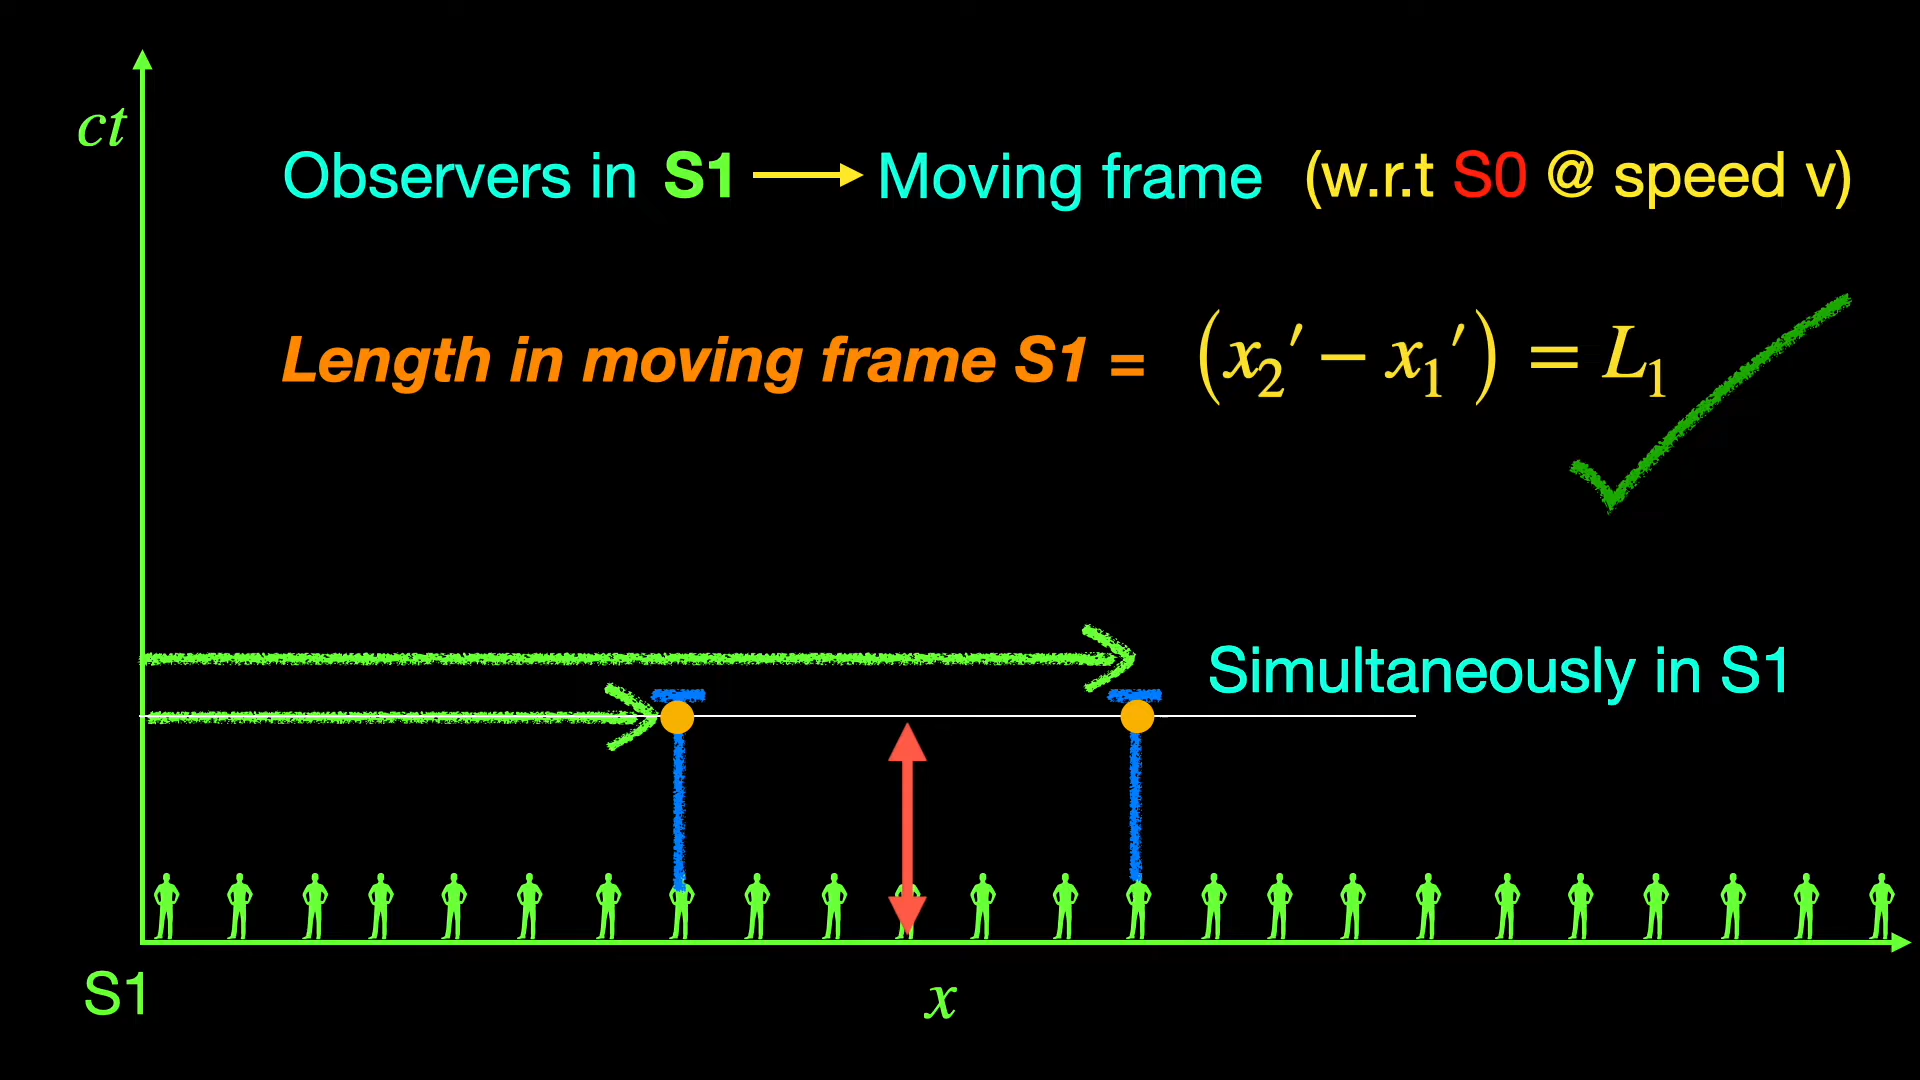 ct
Observers in S1 → Moving frame (w.r.t S0 @ speed v)
Length in moving frame S1 = (x₂′ − x₁′) = L₁
Simultaneously in S1
S1
x